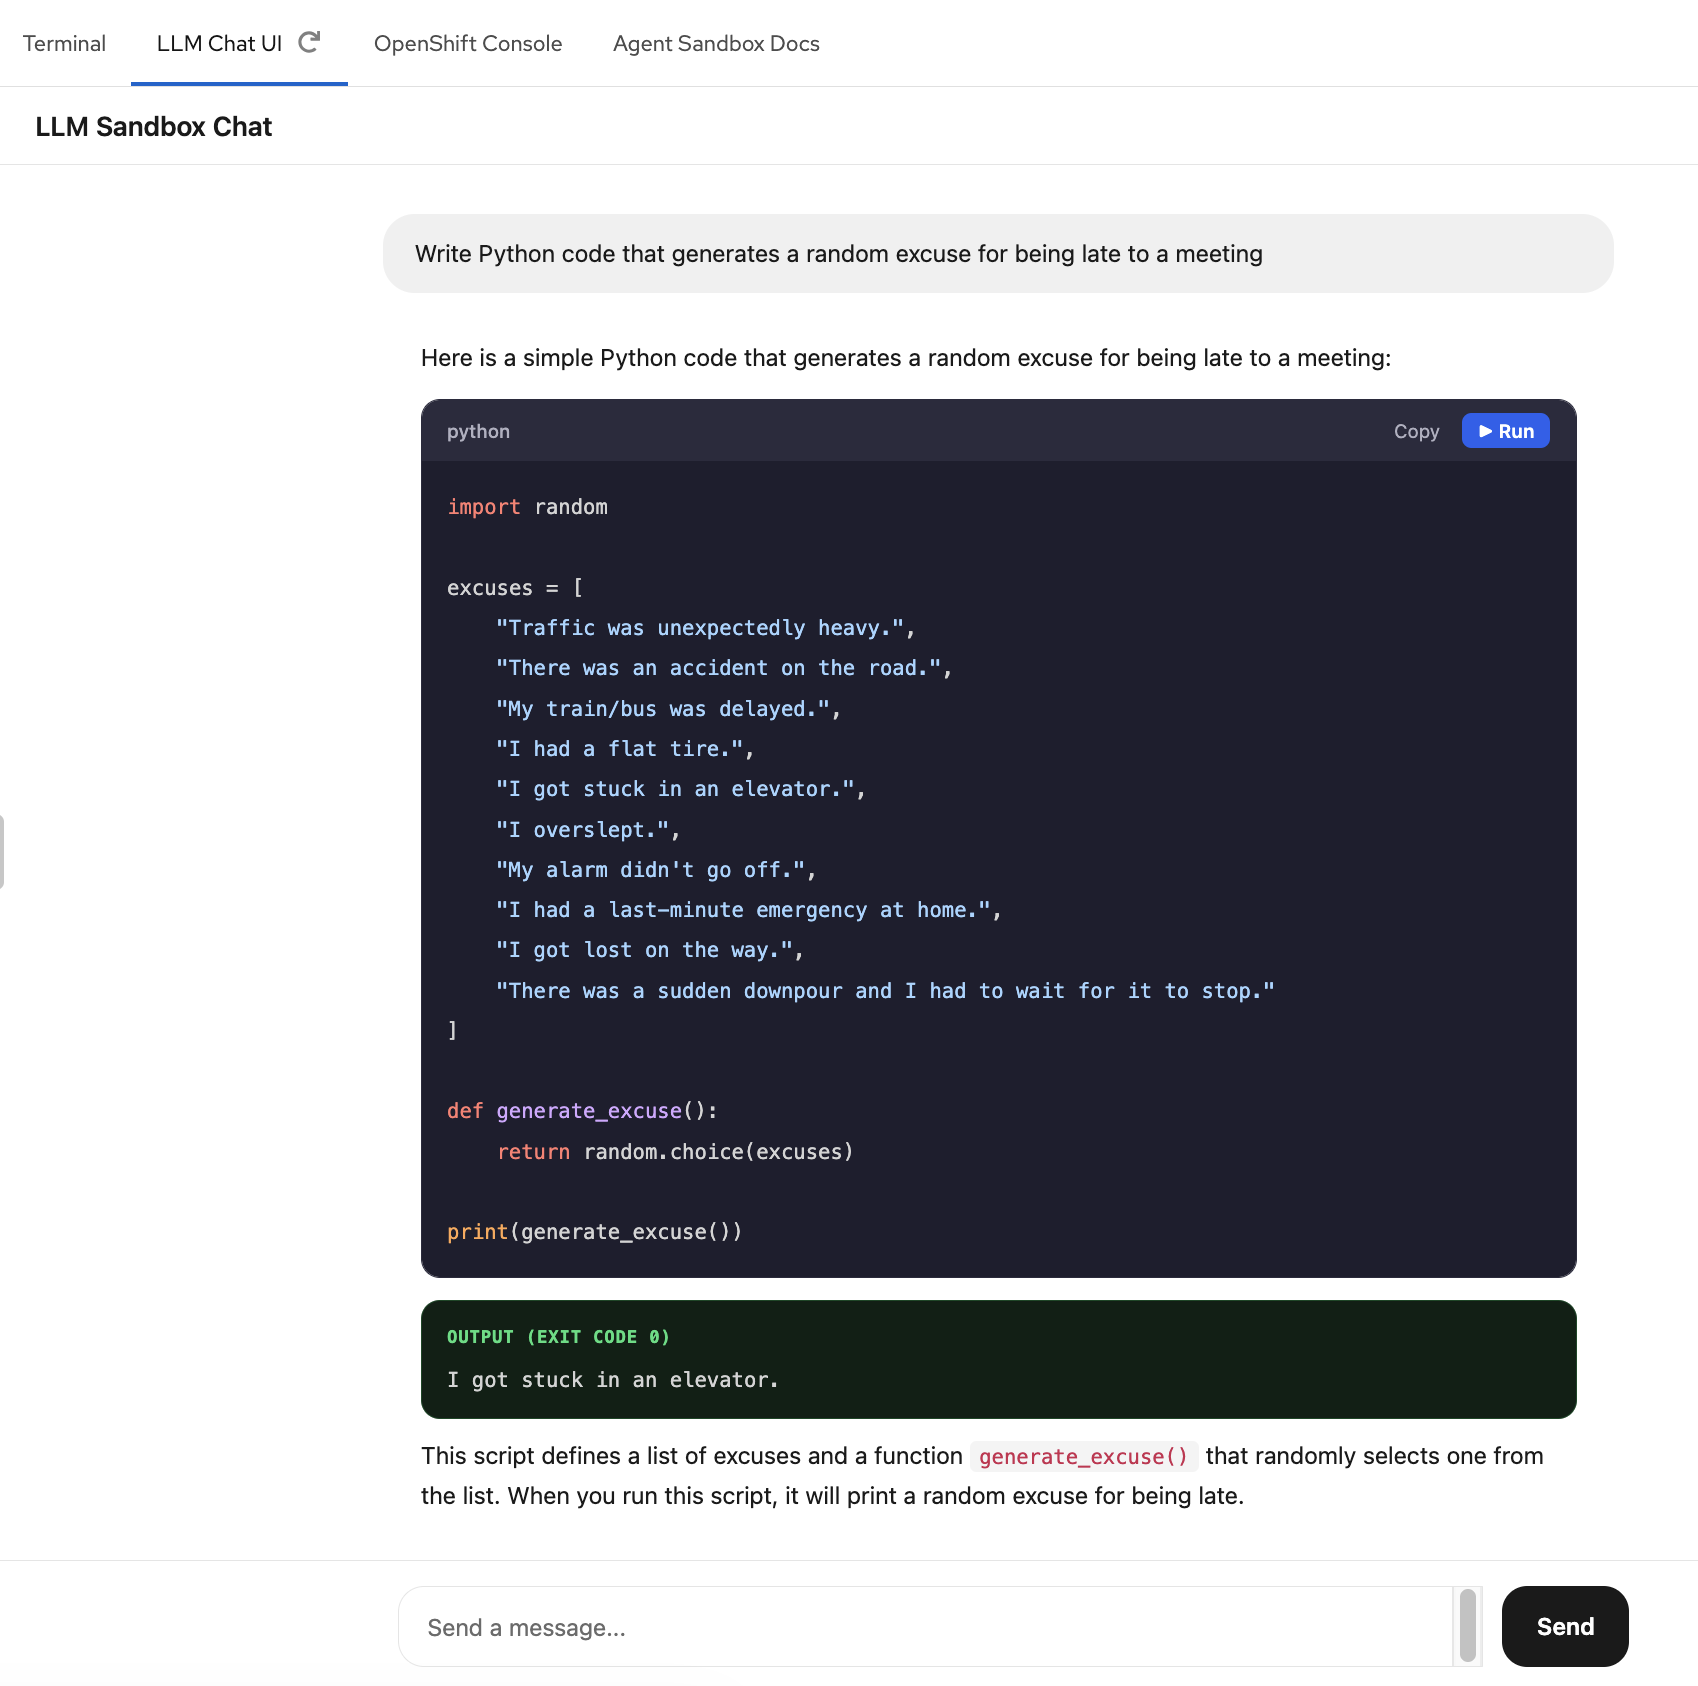 Terminal
LLM Chat UI
OpenShift Console
Agent Sandbox Docs
LLM Sandbox Chat
Write Python code that generates a random excuse for being late to a meeting
Here is a simple Python code that generates a random excuse for being late to a meeting:
python
Copy
Run
import random
excuses = [
    "Traffic was unexpectedly heavy.",
    "There was an accident on the road.",
    "My train/bus was delayed.",
    "I had a flat tire.",
    "I got stuck in an elevator.",
    "I overslept.",
    "My alarm didn't go off.",
    "I had a last-minute emergency at home.",
    "I got lost on the way.",
    "There was a sudden downpour and I had to wait for it to stop."
]
def generate_excuse():
    return random.choice(excuses)
print(generate_excuse())
OUTPUT (EXIT CODE 0)
I got stuck in an elevator.
This script defines a list of excuses and a function generate_excuse() that randomly selects one from
the list. When you run this script, it will print a random excuse for being late.
Send a message...
Send